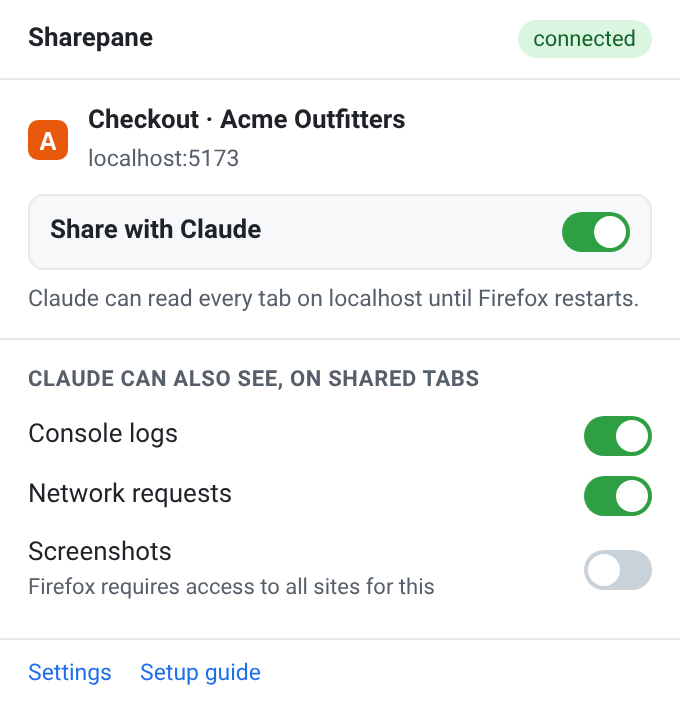 Sharepane
connected
A
Checkout · Acme Outfitters
localhost:5173
Share with Claude
Claude can read every tab on localhost until Firefox restarts.
CLAUDE CAN ALSO SEE, ON SHARED TABS
Console logs
Network requests
Screenshots
Firefox requires access to all sites for this
Settings
Setup guide